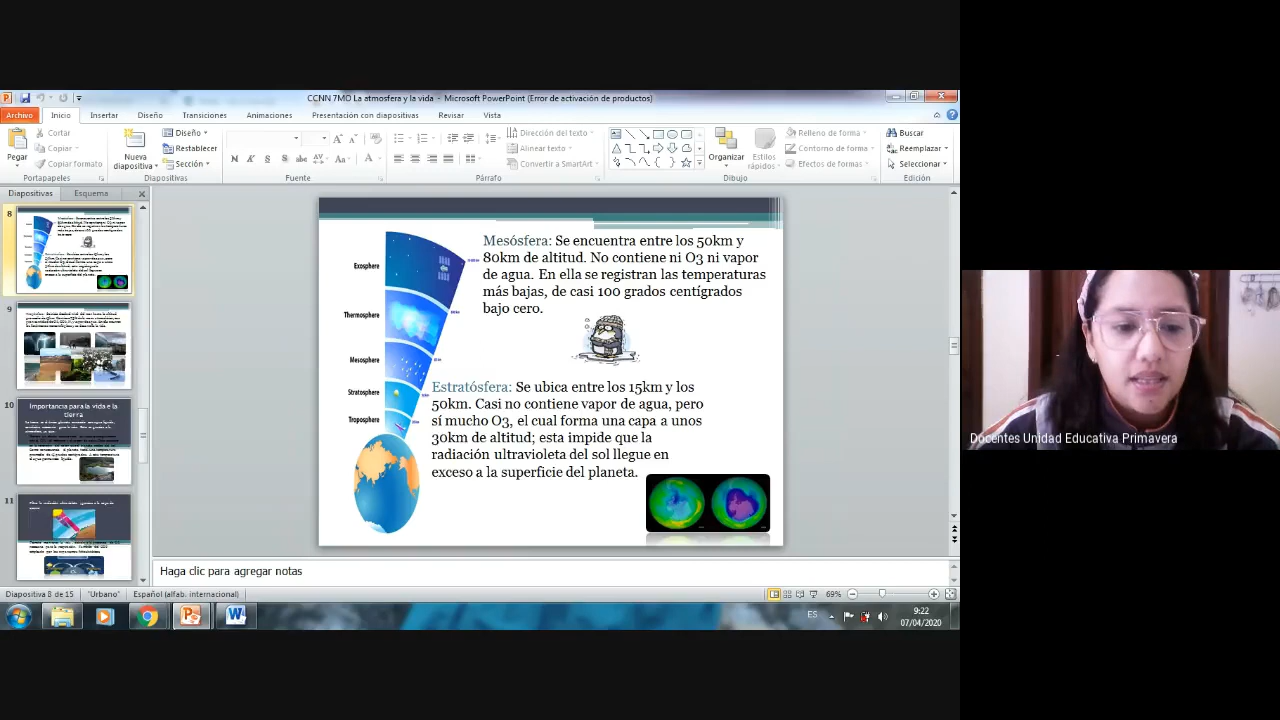 CCNN 7MO La atmosfera y la vida - Microsoft PowerPoint (Error de activación de productos)
Archivo Inicio Insertar Diseño Transiciones Animaciones Presentación con diapositivas Revisar Vista
Pegar
Cortar
Copiar
Copiar formato
Portapapeles
Nueva
diapositiva
Diseño
Restablecer
Sección
Diapositivas
N K S S abc AV Aa A
Fuente
Dirección del texto
Alinear texto
Convertir a SmartArt
Párrafo
Organizar
Estilos
rápidos
Relleno de forma
Contorno de forma
Efectos de formas
Dibujo
Buscar
Reemplazar
Seleccionar
Edición
Diapositivas Esquema
8
9
10
Importancia para la vida e la
tierra
11
Exosphere
Thermosphere
Mesosphere
Stratosphere
Troposphere
Mesósfera: Se encuentra entre los 50km y
80km de altitud. No contiene ni O3 ni vapor
de agua. En ella se registran las temperaturas
más bajas, de casi 100 grados centígrados
bajo cero.
Estratósfera: Se ubica entre los 15km y los
50km. Casi no contiene vapor de agua, pero
sí mucho O3, el cual forma una capa a unos
30km de altitud; esta impide que la
radiación ultravioleta del sol llegue en
exceso a la superficie del planeta.
Haga clic para agregar notas
Diapositiva 8 de 15 "Urbano" Español (alfab. internacional) 69%
ES 9:22
07/04/2020
Docentes Unidad Educativa Primavera